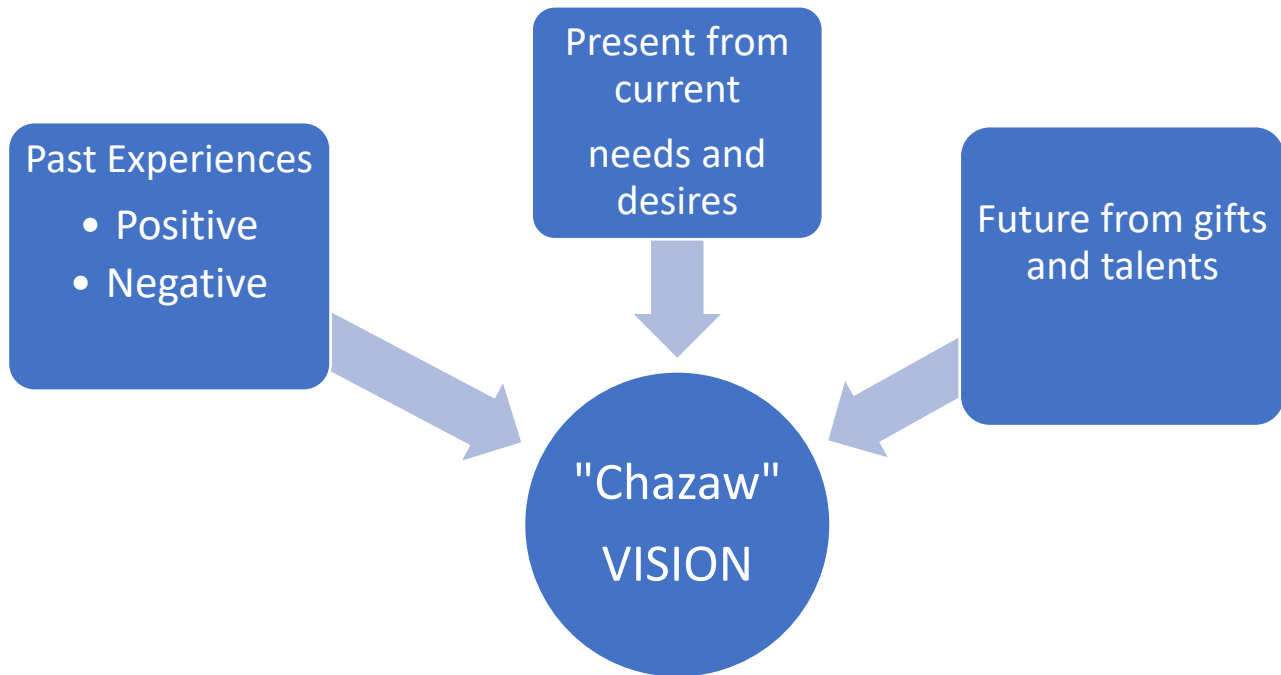 Past Experiences
• Positive
• Negative
Present from
current
needs and
desires
Future from gifts
and talents
"Chazaw"
VISION